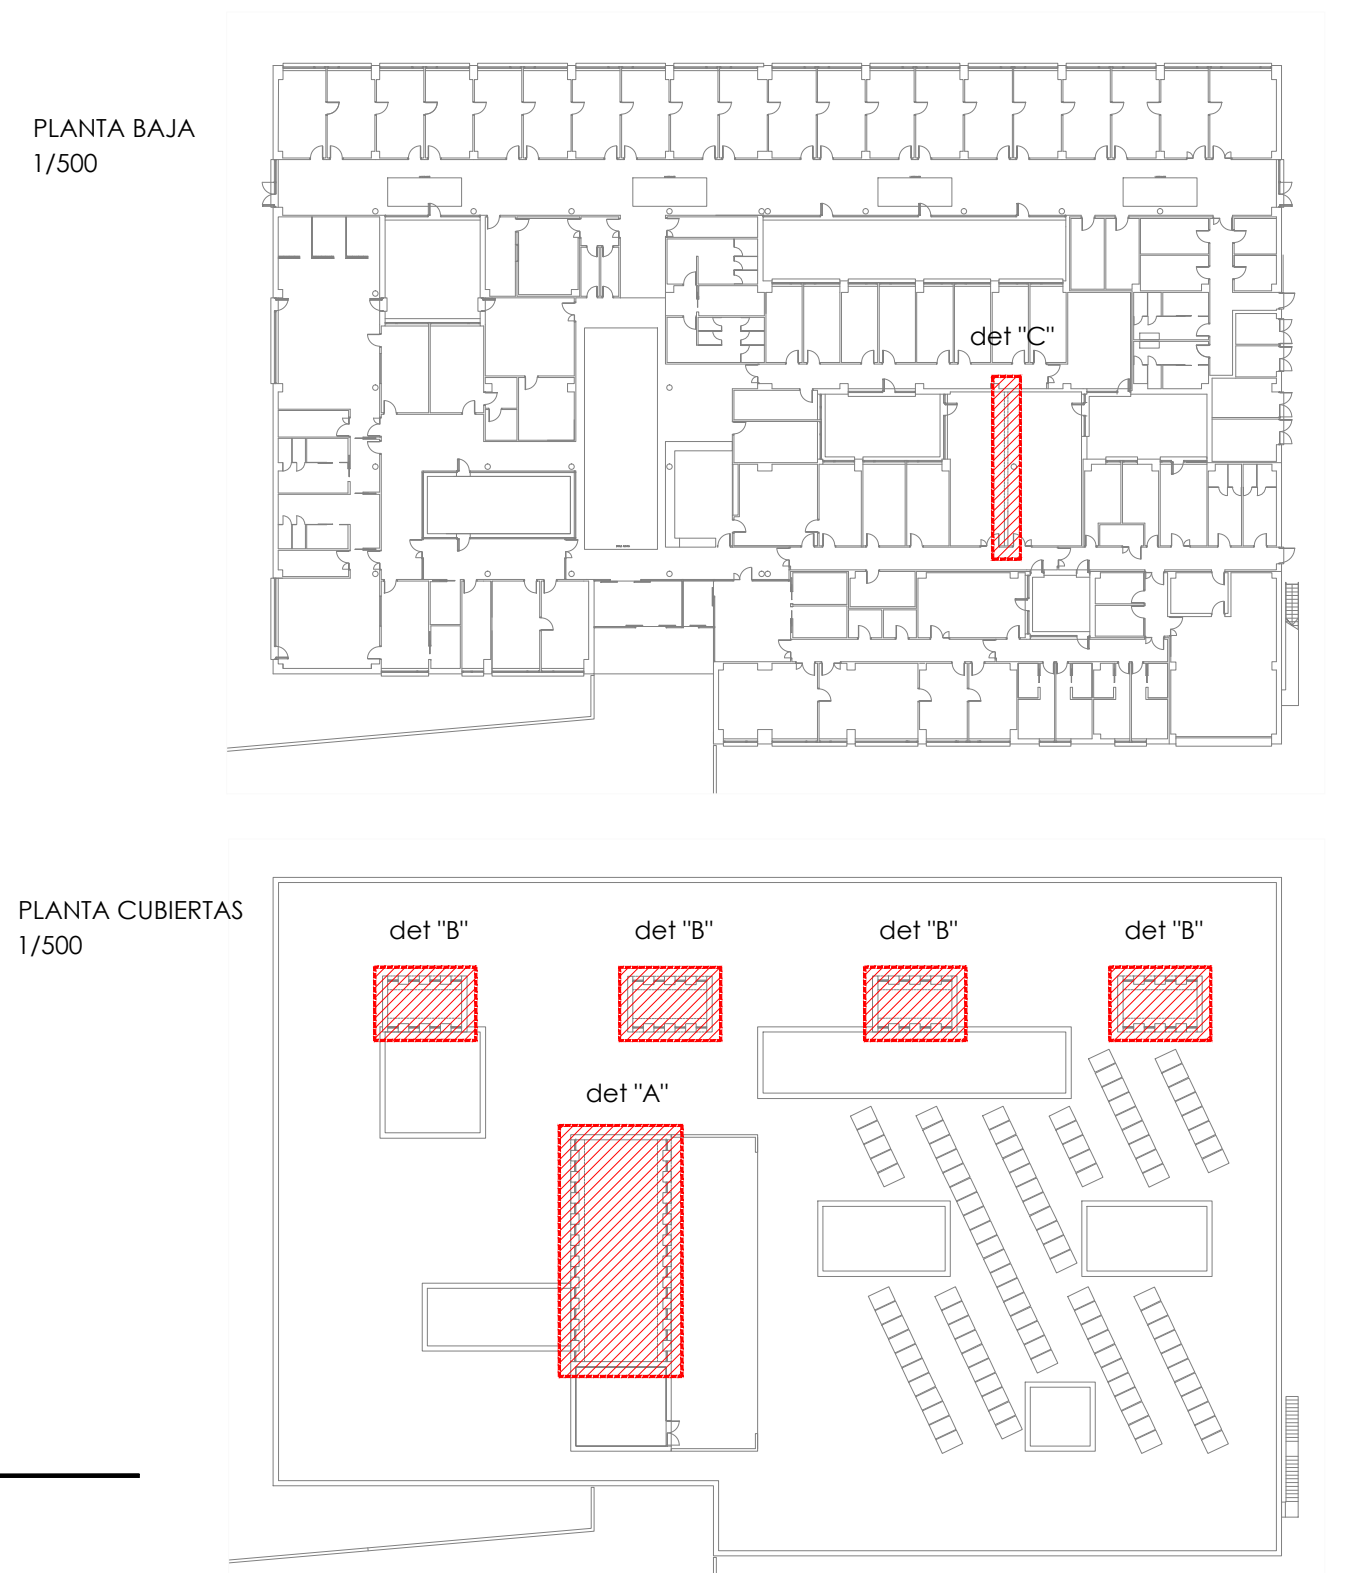 PLANTA BAJA
1/500
det "C"
PLANTA CUBIERTAS
1/500
det "B"
det "B"
det "B"
det "B"
det "A"